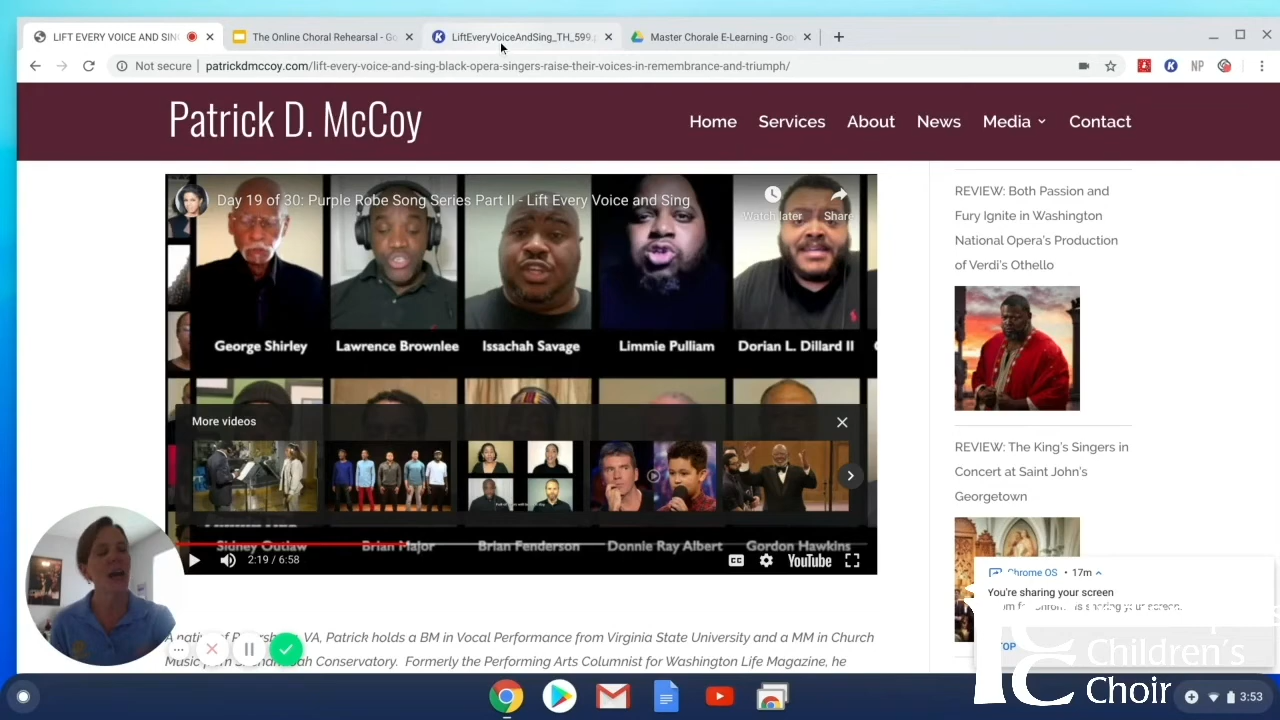 LIFT EVERY VOICE AND SIN
The Online Choral Rehearsal - Go
LiftEveryVoiceAndSing_TH_599.p
Master Chorale E-Learning - Goo
Not secure
patrickdmccoy.com/lift-every-voice-and-sing-black-opera-singers-raise-their-voices-in-remembrance-and-triumph/
NP
Patrick D. McCoy
Home
Services
About
News
Media
Contact
Day 19 of 30: Purple Robe Song Series Part II - Lift Every Voice and Sing
Watch later
Share
George Shirley
Lawrence Brownlee
Issachah Savage
Limmie Pulliam
Dorian L. Dillard II
More videos
Sidney Outlaw
Brian Major
Brian Fenderson
Donnie Ray Albert
Gordon Hawkins
2:19 / 6:58
CC
YouTube
REVIEW: Both Passion and
Fury Ignite in Washington
National Opera's Production
of Verdi's Othello
REVIEW: The King's Singers in
Concert at Saint John's
Georgetown
Chrome OS • 17m
You're sharing your screen
is sharing your screen.
Children's
Choir
VA, Patrick holds a BM in Vocal Performance from Virginia State University and a MM in Church
Conservatory. Formerly the Performing Arts Columnist for Washington Life Magazine, he
3:53